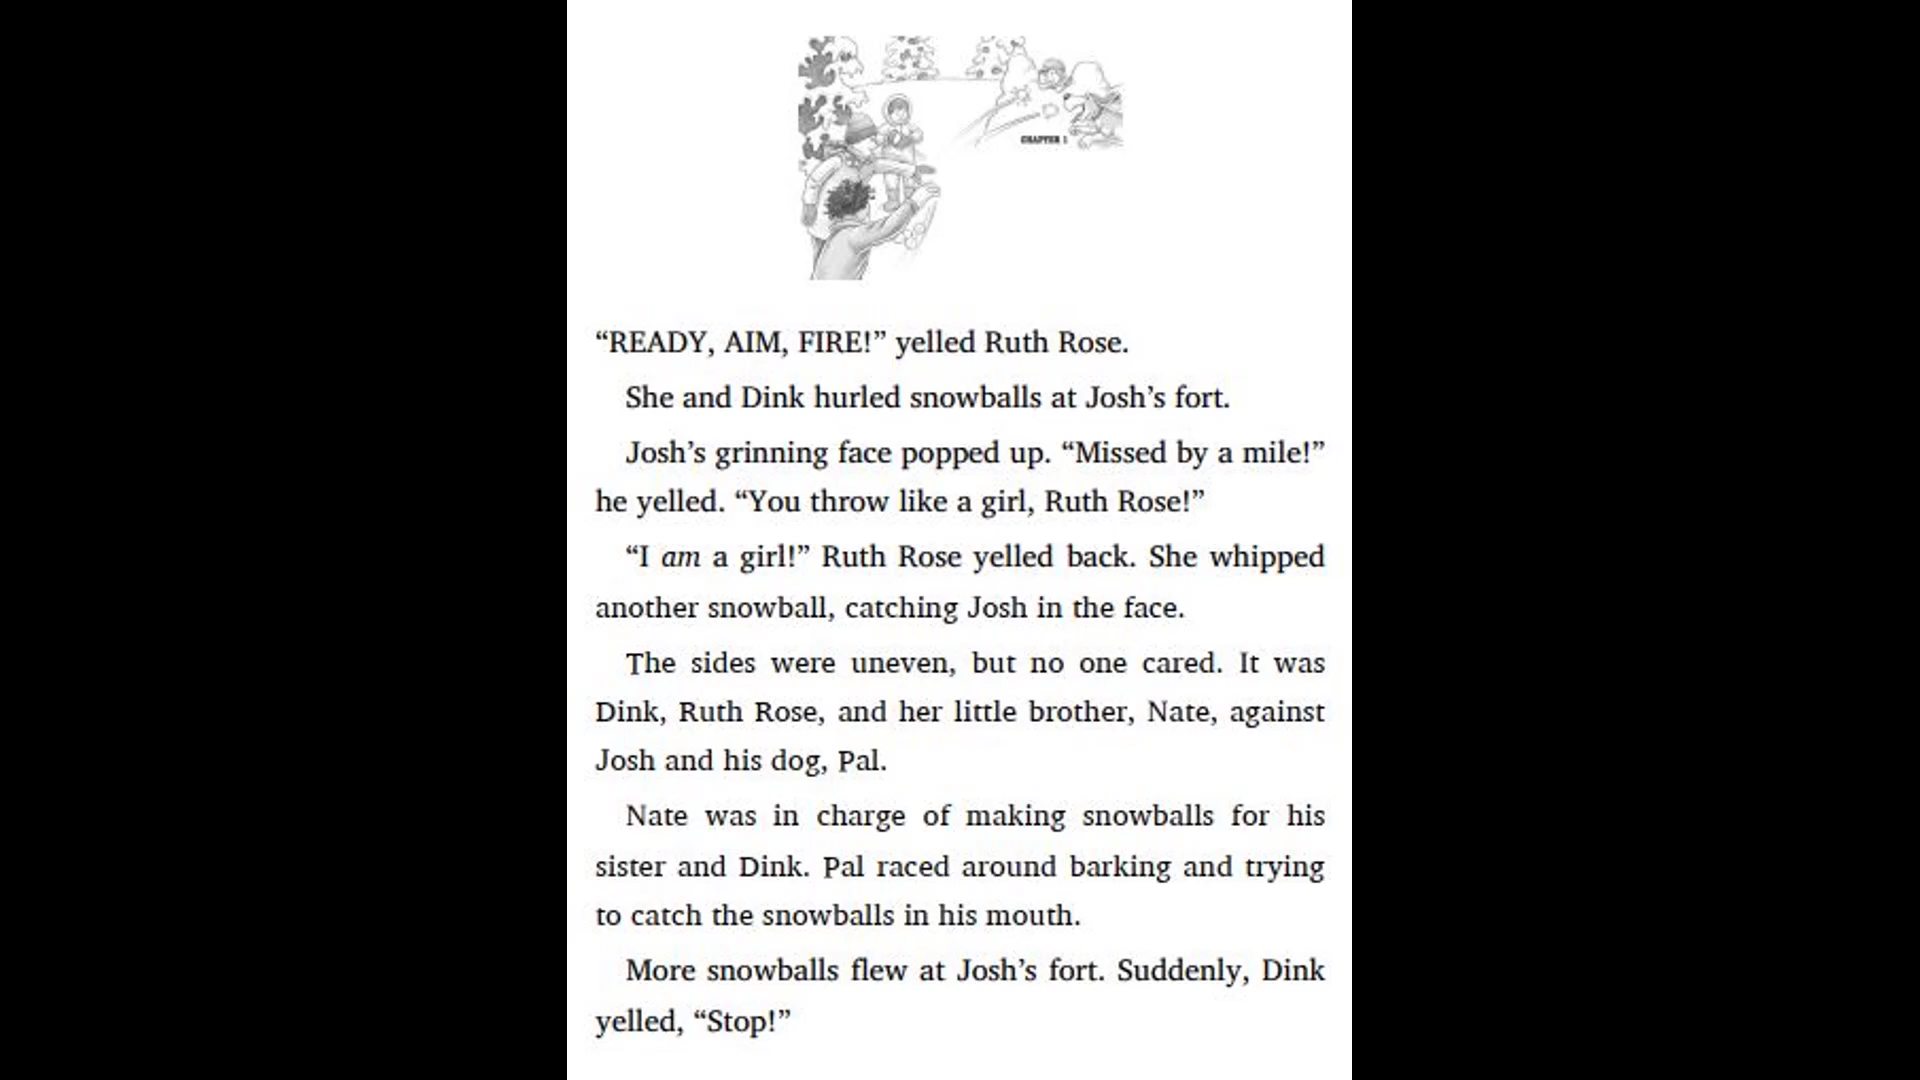 CHAPTER 1
“READY, AIM, FIRE!” yelled Ruth Rose.
She and Dink hurled snowballs at Josh’s fort.
Josh’s grinning face popped up. “Missed by a mile!”
he yelled. “You throw like a girl, Ruth Rose!”
“I am a girl!” Ruth Rose yelled back. She whipped
another snowball, catching Josh in the face.
The sides were uneven, but no one cared. It was
Dink, Ruth Rose, and her little brother, Nate, against
Josh and his dog, Pal.
Nate was in charge of making snowballs for his
sister and Dink. Pal raced around barking and trying
to catch the snowballs in his mouth.
More snowballs flew at Josh’s fort. Suddenly, Dink
yelled, “Stop!”